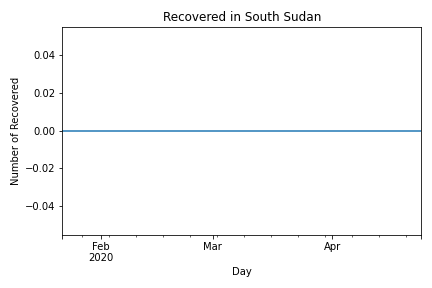 Recovered in South Sudan
Number of Recovered
0.04
0.02
0.00
−0.02
−0.04
Feb
2020
Mar
Apr
Day